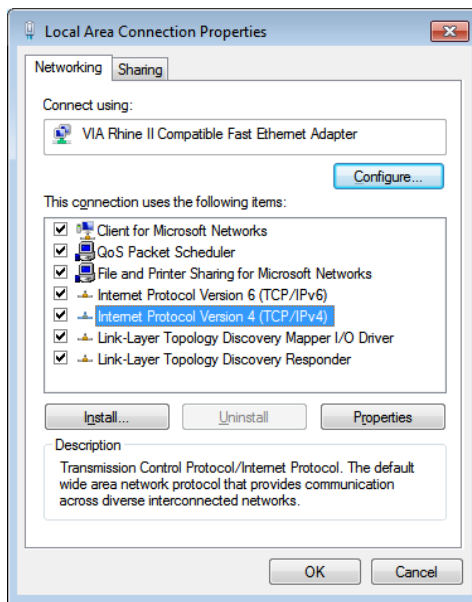 Local Area Connection Properties
Networking Sharing
Connect using:
VIA Rhine II Compatible Fast Ethernet Adapter
Configure...
This connection uses the following items:
Client for Microsoft Networks
QoS Packet Scheduler
File and Printer Sharing for Microsoft Networks
Internet Protocol Version 6 (TCP/IPv6)
Internet Protocol Version 4 (TCP/IPv4)
Link-Layer Topology Discovery Mapper I/O Driver
Link-Layer Topology Discovery Responder
Install... Uninstall Properties
Description
Transmission Control Protocol/Internet Protocol. The default
wide area network protocol that provides communication
across diverse interconnected networks.
OK Cancel